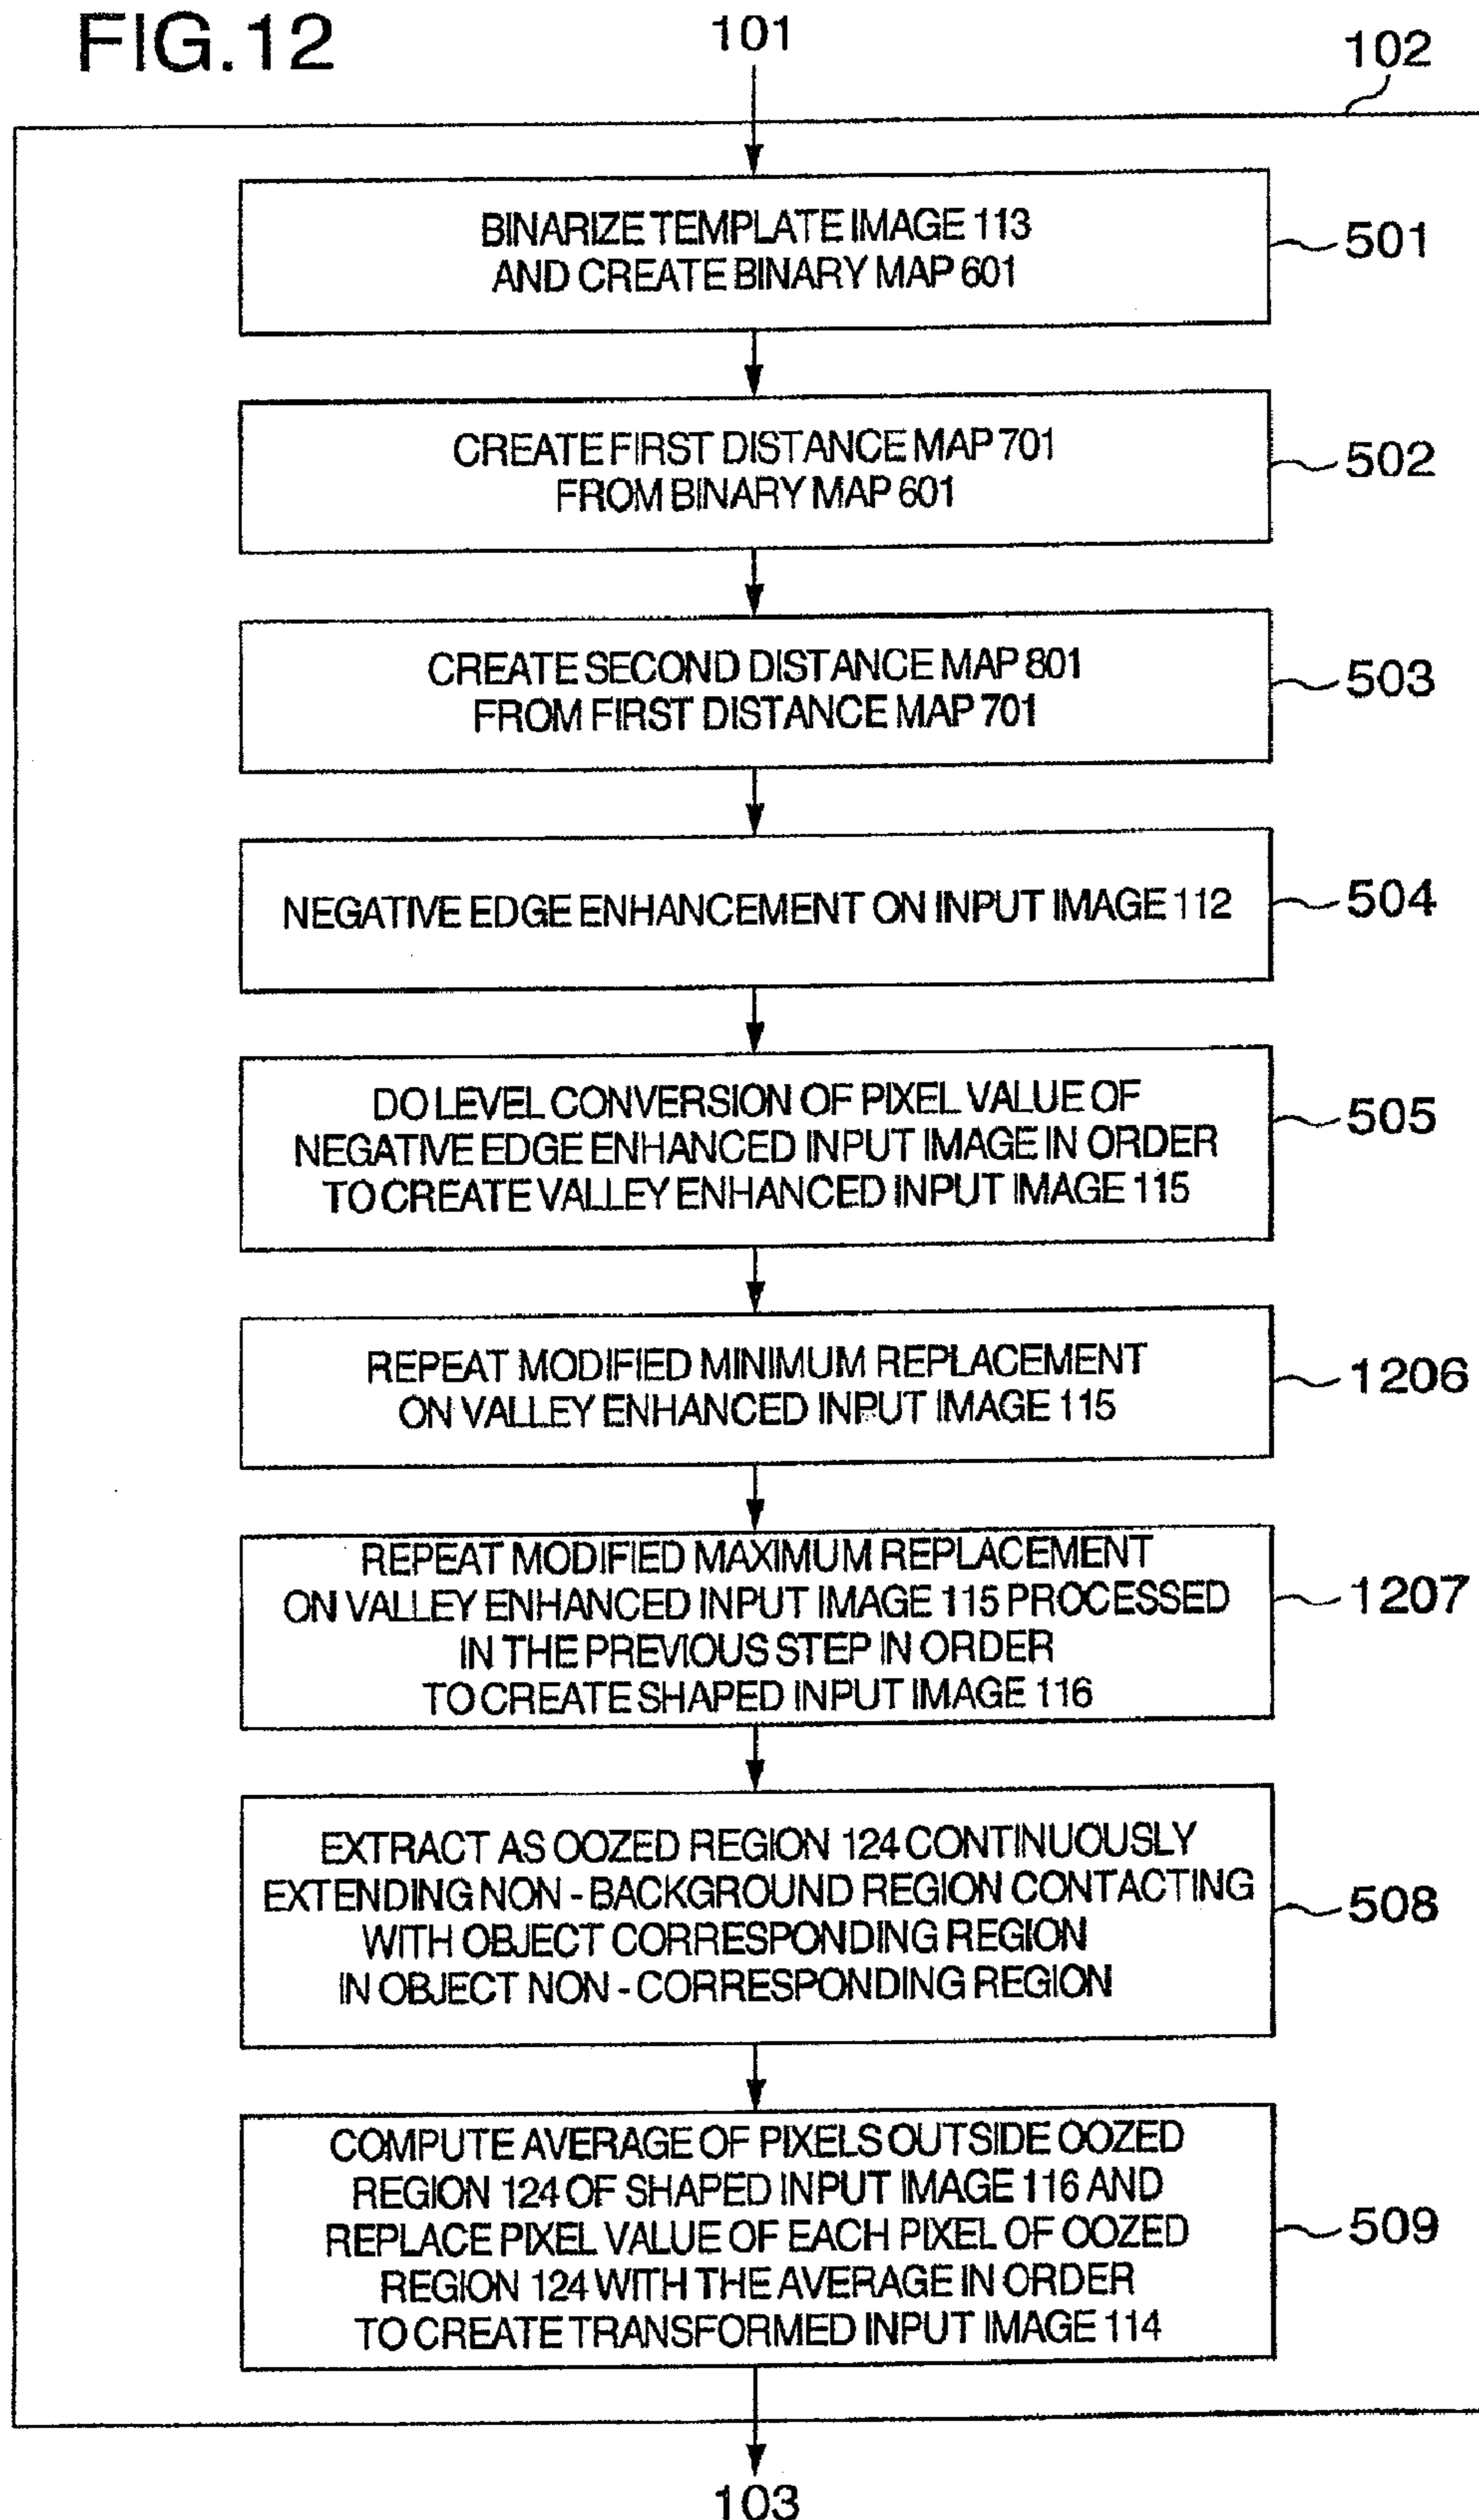 FIG.12
101
102
BINARIZE TEMPLATE IMAGE 113
AND CREATE BINARY MAP 601
501
CREATE FIRST DISTANCE MAP 701
FROM BINARY MAP 601
502
CREATE SECOND DISTANCE MAP 801
FROM FIRST DISTANCE MAP 701
503
NEGATIVE EDGE ENHANCEMENT ON INPUT IMAGE 112
504
DO LEVEL CONVERSION OF PIXEL VALUE OF
NEGATIVE EDGE ENHANCED INPUT IMAGE IN ORDER
TO CREATE VALLEY ENHANCED INPUT IMAGE 115
505
REPEAT MODIFIED MINIMUM REPLACEMENT
ON VALLEY ENHANCED INPUT IMAGE 115
1206
REPEAT MODIFIED MAXIMUM REPLACEMENT
ON VALLEY ENHANCED INPUT IMAGE 115 PROCESSED
IN THE PREVIOUS STEP IN ORDER
TO CREATE SHAPED INPUT IMAGE 116
1207
EXTRACT AS OOZED REGION 124 CONTINUOUSLY
EXTENDING NON - BACKGROUND REGION CONTACTING
WITH OBJECT CORRESPONDING REGION
IN OBJECT NON - CORRESPONDING REGION
508
COMPUTE AVERAGE OF PIXELS OUTSIDE OOZED
REGION 124 OF SHAPED INPUT IMAGE 116 AND
REPLACE PIXEL VALUE OF EACH PIXEL OF OOZED
REGION 124 WITH THE AVERAGE IN ORDER
TO CREATE TRANSFORMED INPUT IMAGE 114
509
103